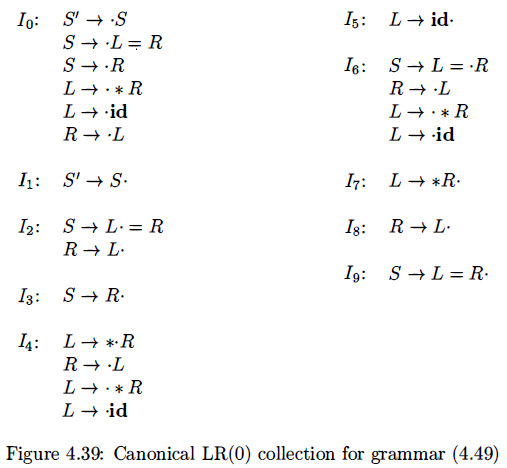 I₀: S′ → ·S
S → ·L = R
S → ·R
L → · ∗ R
L → ·id
R → ·L
I₁: S′ → S·
I₂: S → L· = R
R → L·
I₃: S → R·
I₄: L → ∗·R
R → ·L
L → · ∗ R
L → ·id
I₅: L → id·
I₆: S → L = ·R
R → ·L
L → · ∗ R
L → ·id
I₇: L → ∗R·
I₈: R → L·
I₉: S → L = R·
Figure 4.39: Canonical LR(0) collection for grammar (4.49)